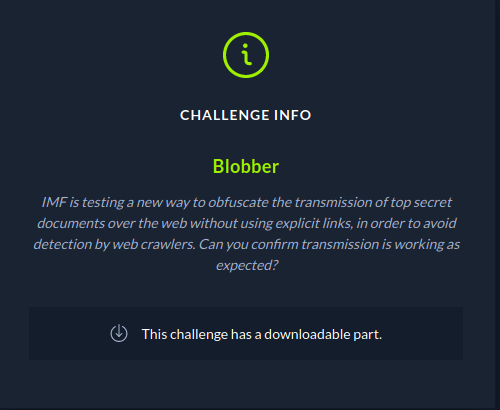 CHALLENGE INFO
Blobber
IMF is testing a new way to obfuscate the transmission of top secret
documents over the web without using explicit links, in order to avoid
detection by web crawlers. Can you confirm transmission is working as
expected?
This challenge has a downloadable part.